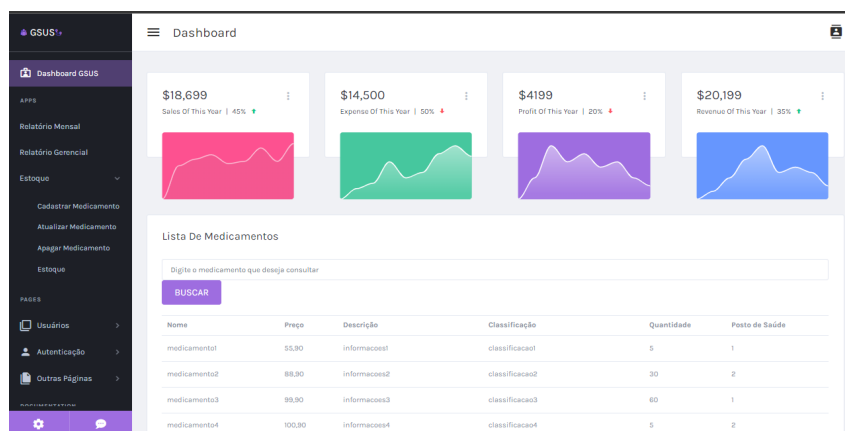 GSUS
Dashboard
Dashboard GSUS
APPS
Relatório Mensal
Relatório Gerencial
Estoque
Cadastrar Medicamento
Atualizar Medicamento
Apagar Medicamento
Estoque
PAGES
Usuários
Autenticação
Outras Páginas
DOCUMENTATION
$18,699
Sales Of This Year | 45%
$14,500
Expense Of This Year | 50%
$4199
Profit Of This Year | 20%
$20,199
Revenue Of This Year | 35%
Lista De Medicamentos
Digite o medicamento que deseja consultar
BUSCAR
Nome Preço Descrição Classificação Quantidade Posto de Saúde
medicamento1 55,90 informacoes1 classificacao1 5 1
medicamento2 88,90 informacoes2 classificacao2 30 2
medicamento3 99,90 informacoes3 classificacao3 60 1
medicamento4 100,90 informacoes4 classificacao4 5 2